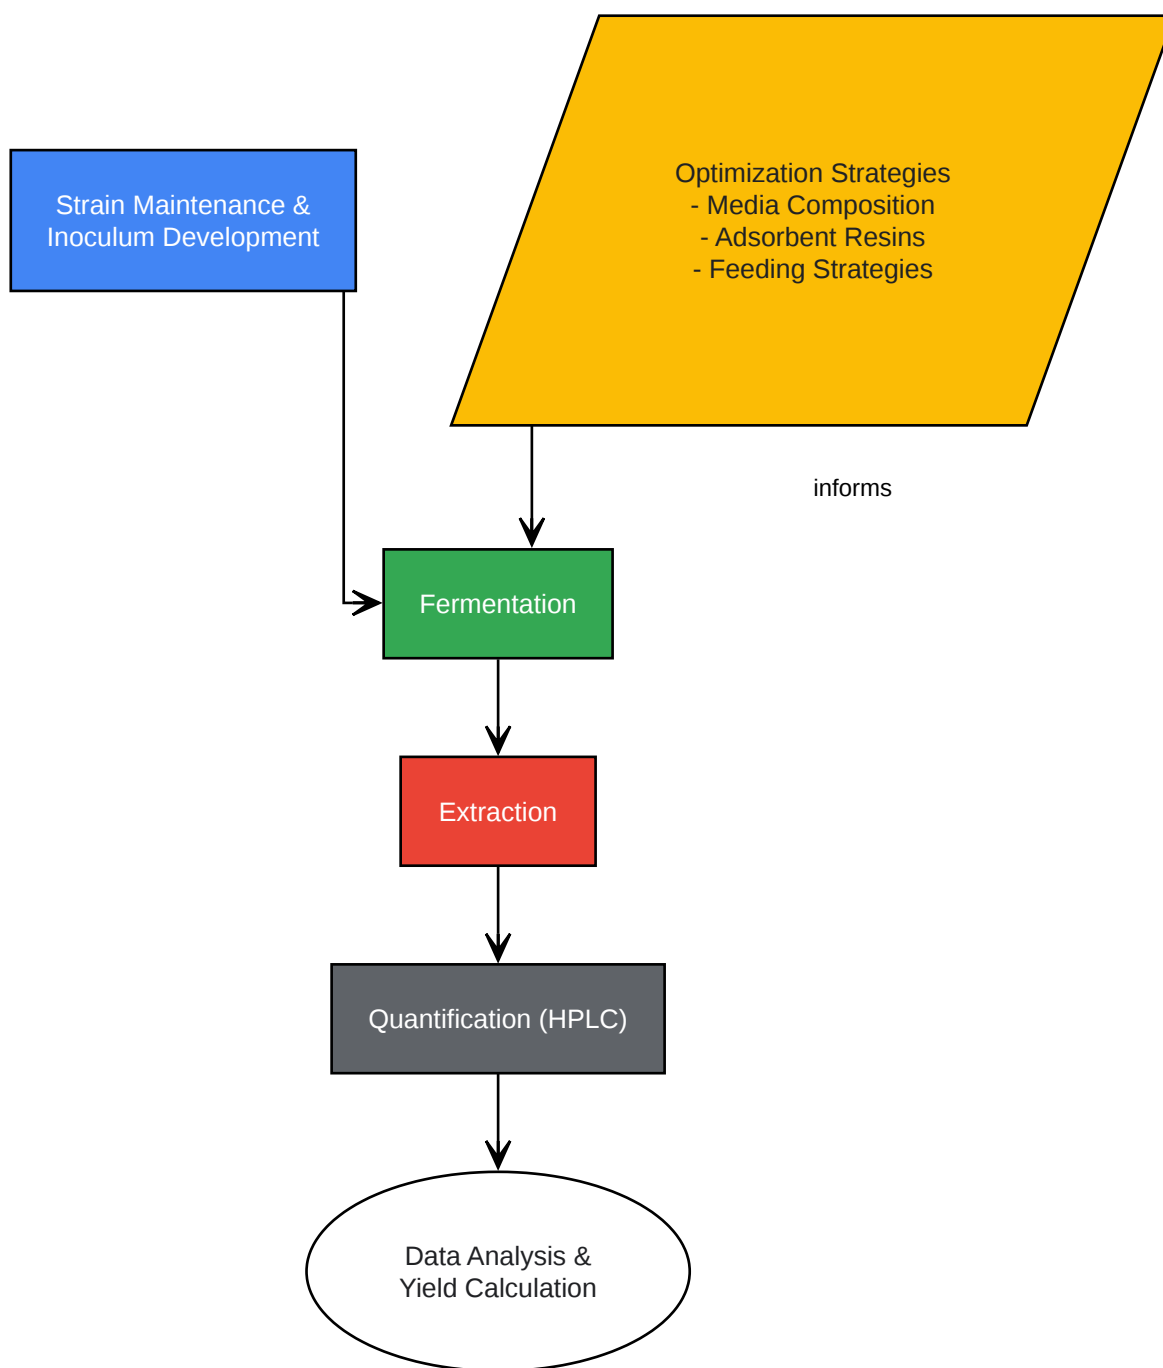 Optimization Strategies
- Media Composition
- Adsorbent Resins
- Feeding Strategies
Strain Maintenance &
Inoculum Development
informs
Fermentation
Extraction
Quantification (HPLC)
Data Analysis &
Yield Calculation